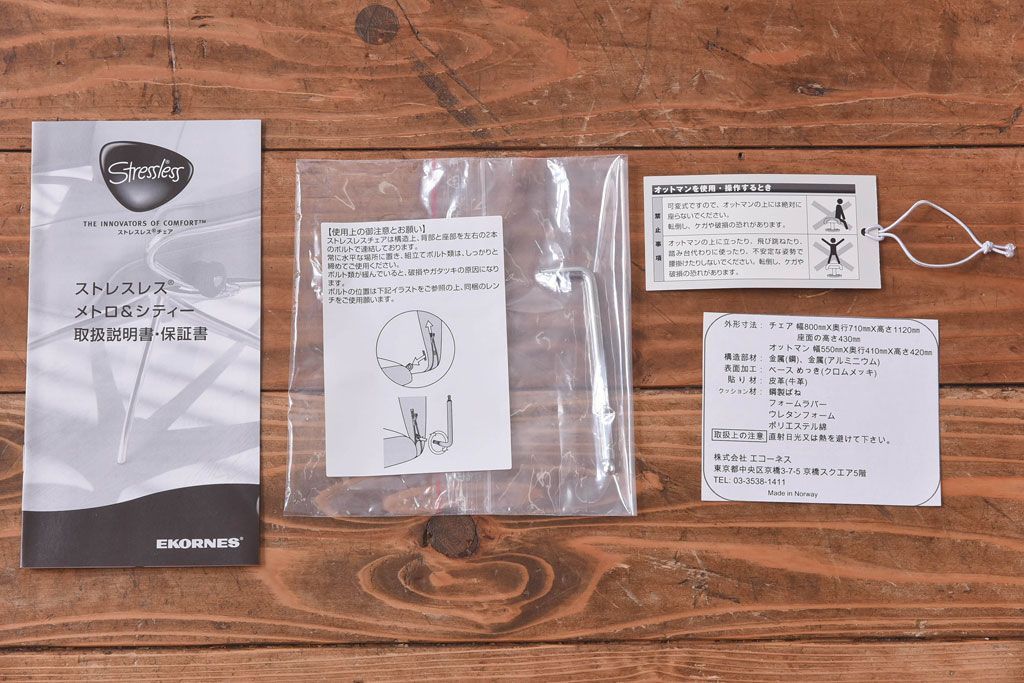 Stressless®
THE INNOVATORS OF COMFORT™
ストレスレス®チェア
ストレスレス®
メトロ&シティー
取扱説明書・保証書
EKORNES®
【使用上の御注意とお願い】
ストレスレスチェアは構造上、背部と座部を左右の2本
のボルトで連結しております。
常に水平な場所に置き、組立てボルト類は、しっかりと
締めてご使用ください。
ボルト類が緩んでいると、破損やガタツキの原因になり
ます。
ボルトの位置は下記イラストをご参照の上、同梱のレン
チをご使用願います。
オットマンを使用・操作するとき
禁止事項
可変式ですので、オットマンの上には絶対に
座らないでください。
転倒し、ケガや破損の恐れがあります。
オットマンの上に立ったり、飛び跳ねたり、
踏み台代わりに使ったり、不安定な姿勢で
腰掛けたりしないでください。転倒し、ケガや
破損の恐れがあります。
外形寸法： チェア 幅800mmX奥行710mmX高さ1120mm
座面の高さ430mm
オットマン 幅550mmX奥行410mmX高さ420mm
構造部材： 金属(鋼)、金属(アルミニウム)
表面加工： ベース めっき(クロムメッキ)
貼り材： 皮革(牛革)
クッション材： 鋼製ばね
フォームラバー
ウレタンフォーム
ポリエステル綿
取扱上の注意 直射日光又は熱を避けて下さい。
株式会社 エコーネス
東京都中央区京橋3-7-5 京橋スクエア5階
TEL: 03-3538-1411
Made in Norway